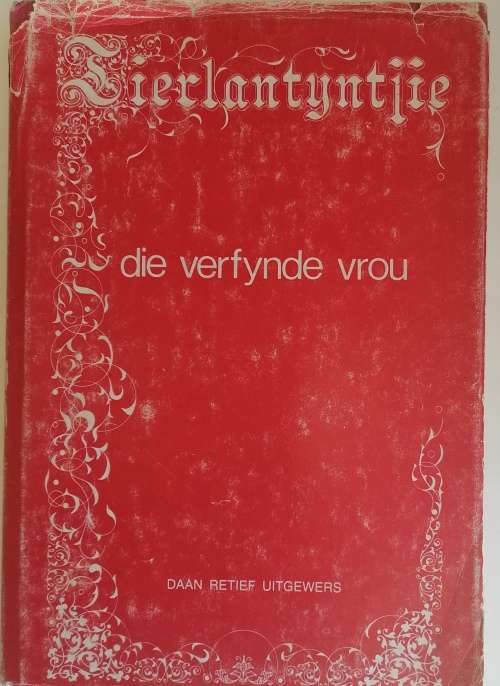 Tierlantyntjie
die verfynde vrou
DAAN RETIEF UITGEWERS